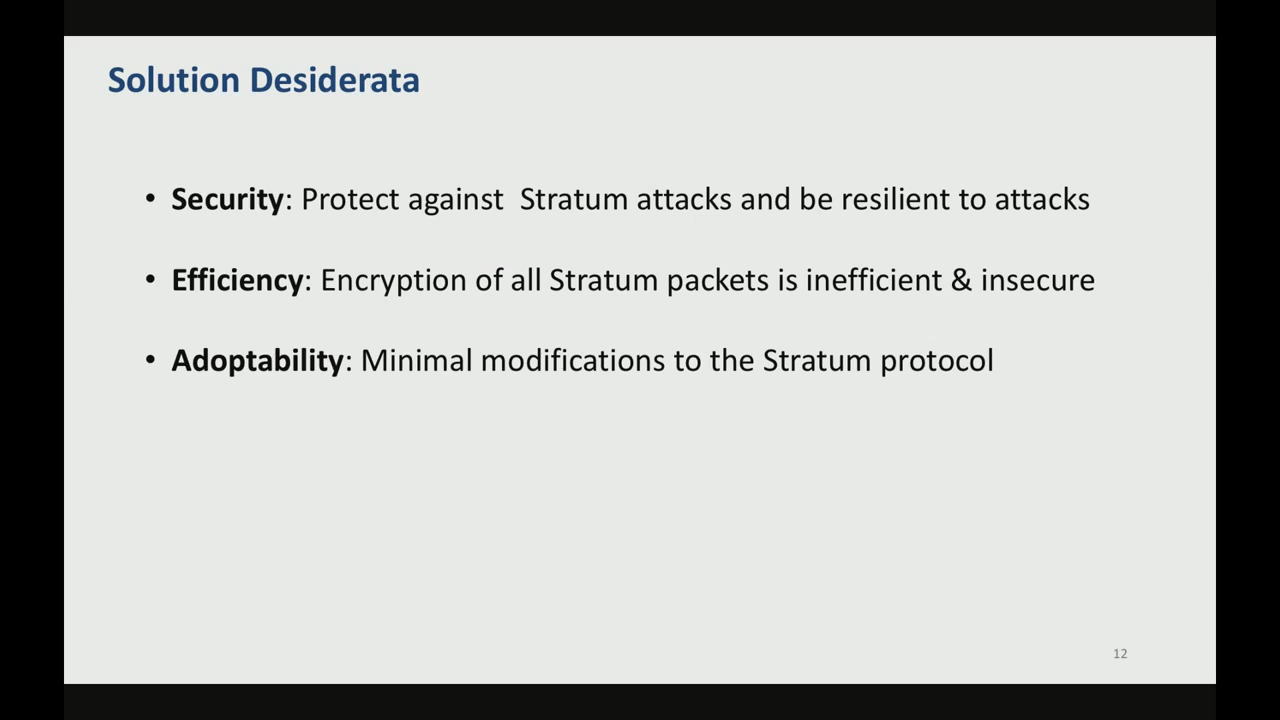 Solution Desiderata
• Security: Protect against  Stratum attacks and be resilient to attacks
• Efficiency: Encryption of all Stratum packets is inefficient & insecure
• Adoptability: Minimal modifications to the Stratum protocol
12